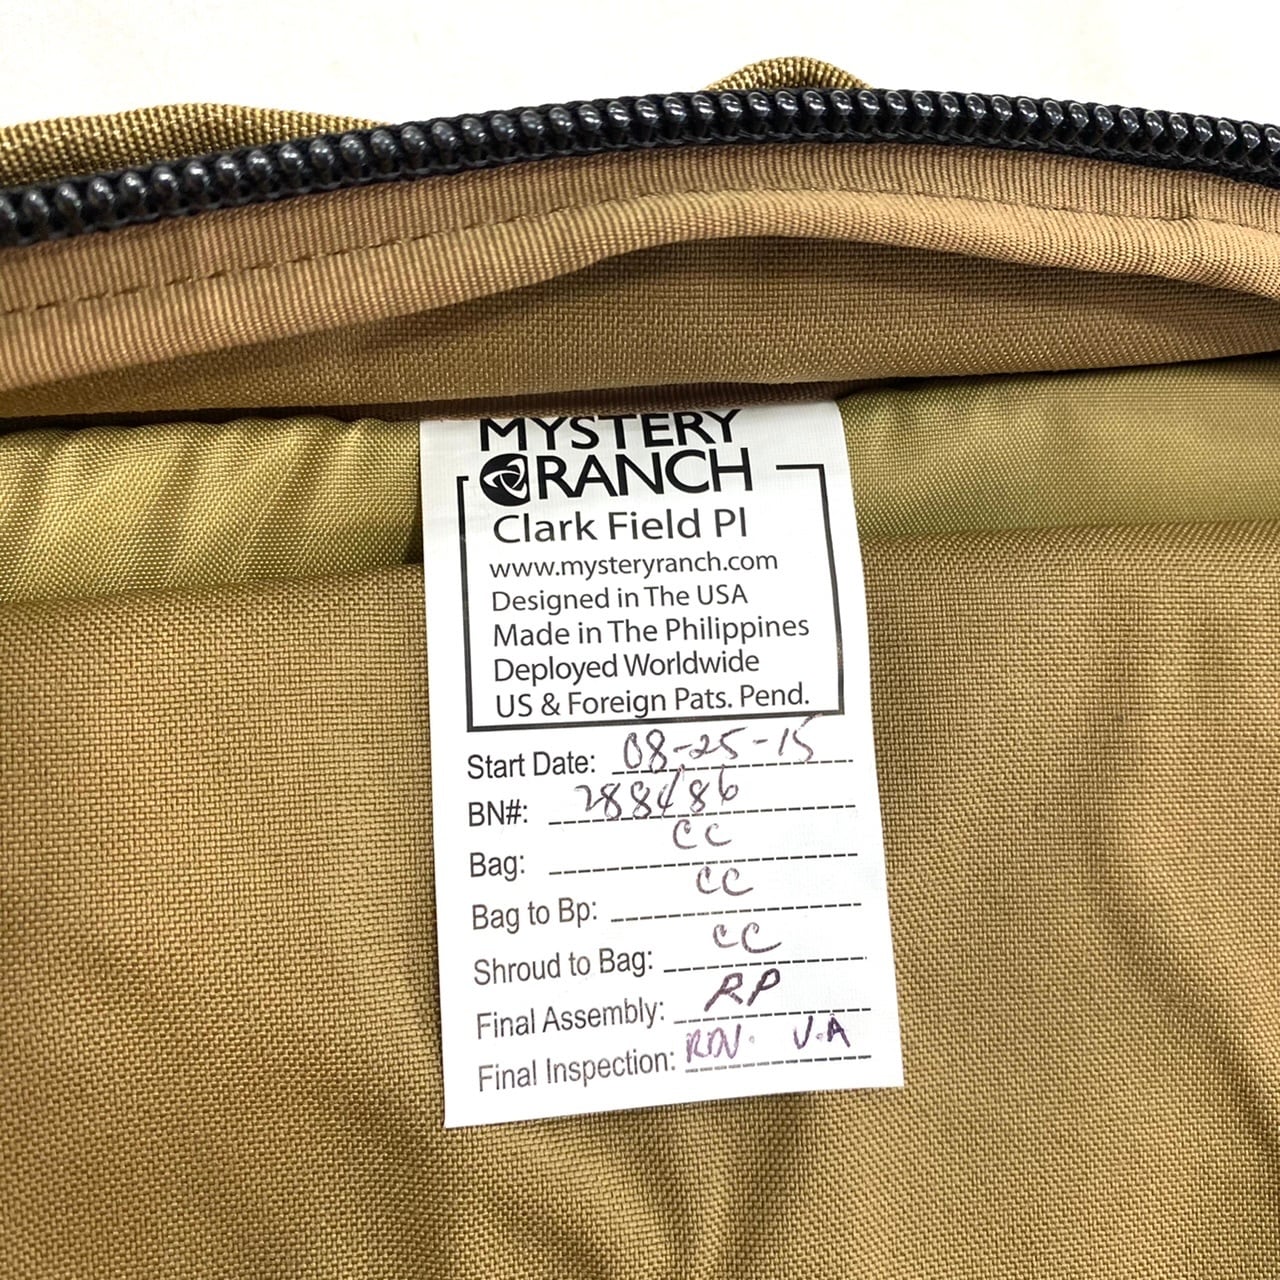 MYSTERY
RANCH
Clark Field PI
www.mysteryranch.com
Designed in The USA
Made in The Philippines
Deployed Worldwide
US & Foreign Pats. Pend.
Start Date: 08-25-15
BN#: 288486
Bag: CC
Bag to Bp: CC
Shroud to Bag: CC
Final Assembly: RP
Final Inspection: RDV. V.A